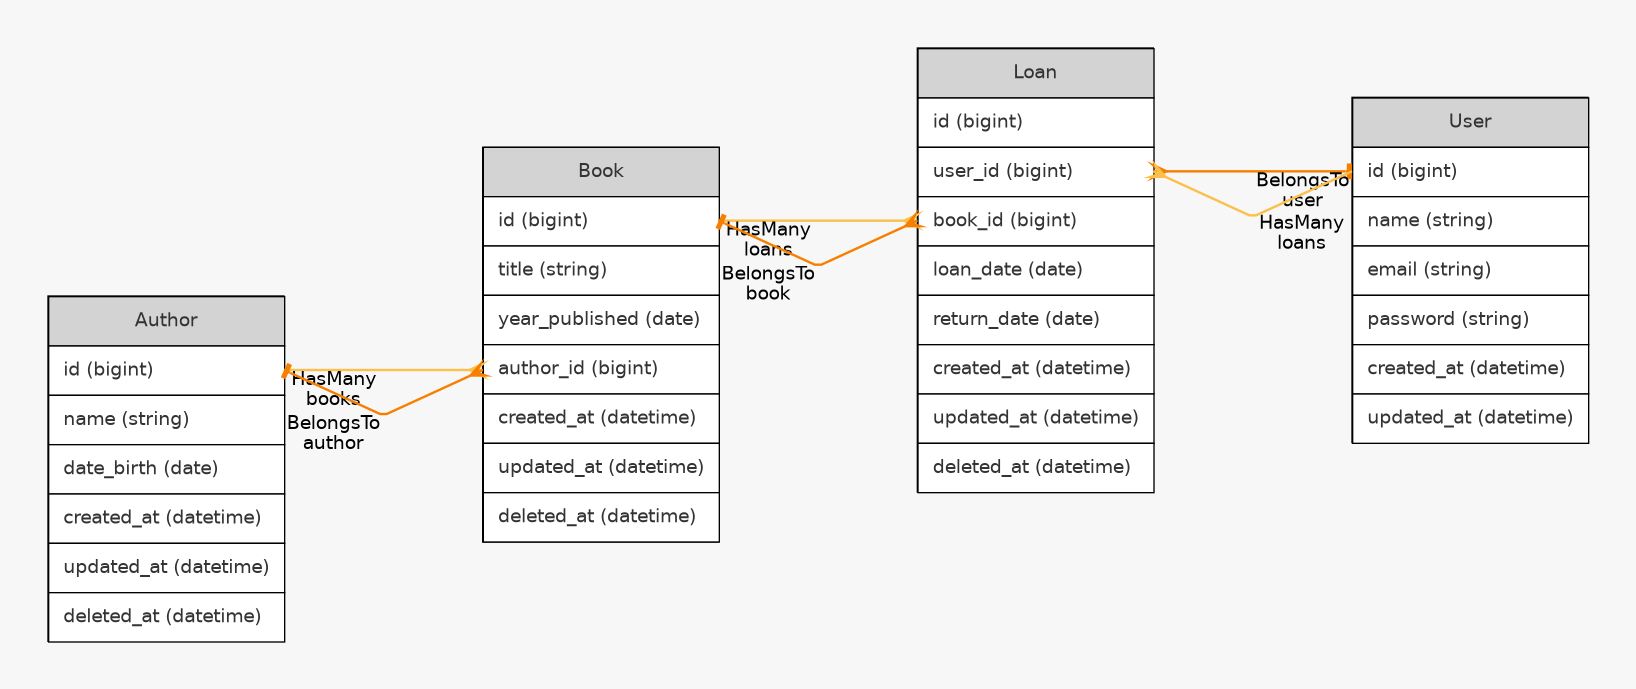 Author
id (bigint)
name (string)
date_birth (date)
created_at (datetime)
updated_at (datetime)
deleted_at (datetime)
HasMany
books
BelongsTo
author
Book
id (bigint)
title (string)
year_published (date)
author_id (bigint)
created_at (datetime)
updated_at (datetime)
deleted_at (datetime)
HasMany
loans
BelongsTo
book
Loan
id (bigint)
user_id (bigint)
book_id (bigint)
loan_date (date)
return_date (date)
created_at (datetime)
updated_at (datetime)
deleted_at (datetime)
BelongsTo
user
HasMany
loans
User
id (bigint)
name (string)
email (string)
password (string)
created_at (datetime)
updated_at (datetime)